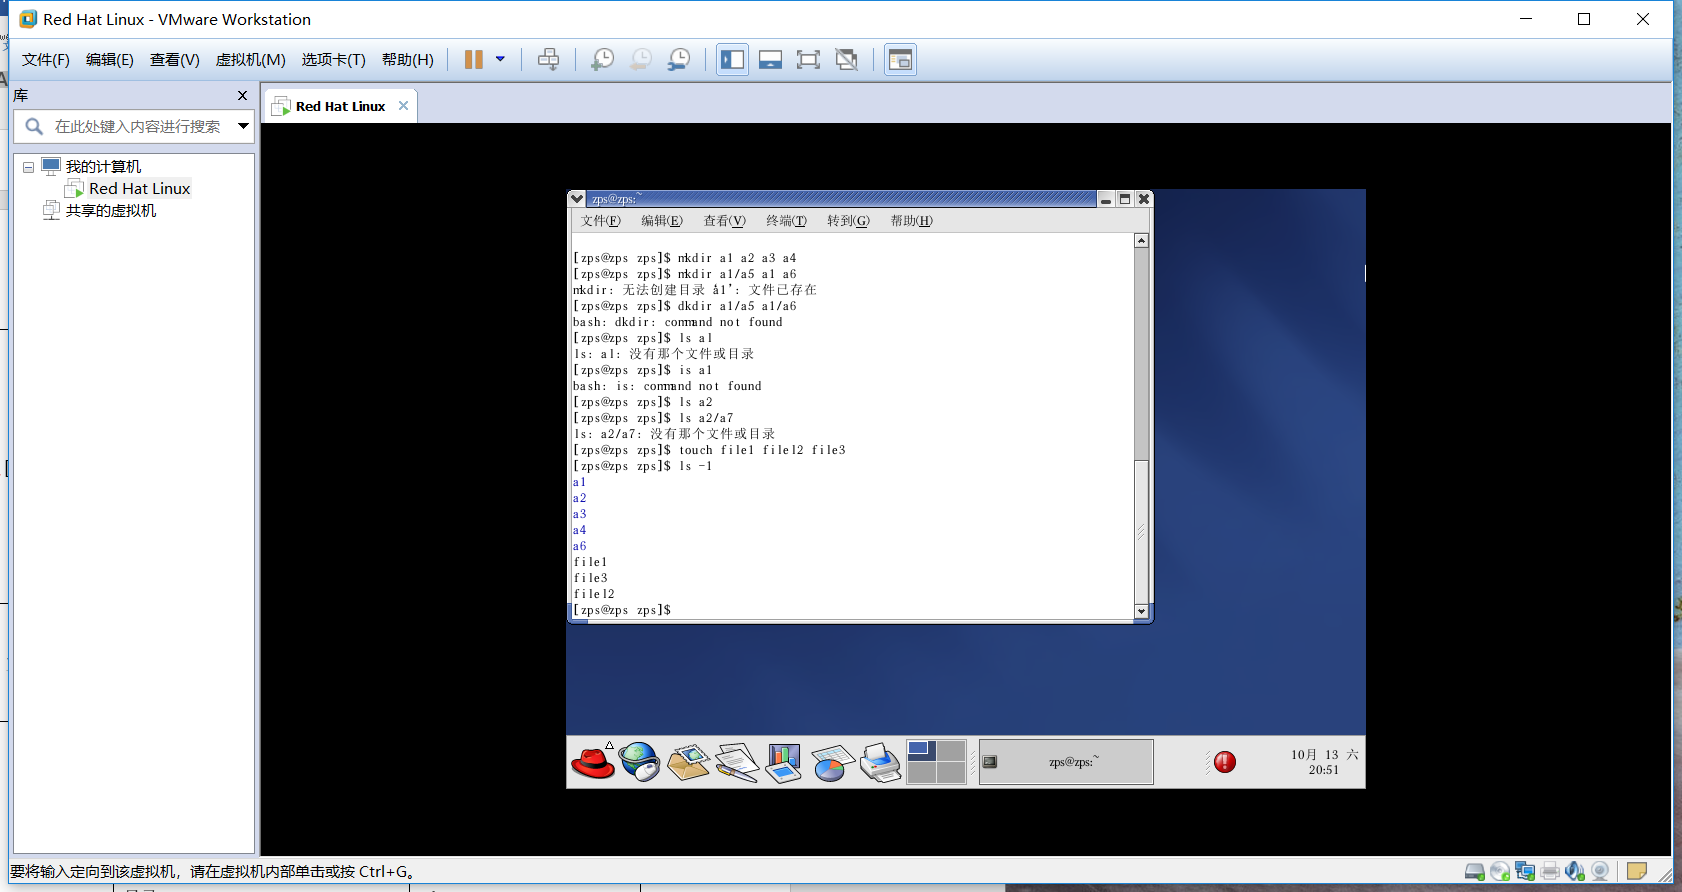 Red Hat Linux - VMware Workstation
文件(F) 编辑(E) 查看(V) 虚拟机(M) 选项卡(T) 帮助(H)
库
在此处键入内容进行搜索
我的计算机
Red Hat Linux
共享的虚拟机
Red Hat Linux
zps@zps:~
文件(F) 编辑(E) 查看(V) 终端(T) 转到(G) 帮助(H)
[zps@zps zps]$ mkdir a1 a2 a3 a4
[zps@zps zps]$ mkdir a1/a5 a1 a6
mkdir: 无法创建目录 ‘a1’: 文件已存在
[zps@zps zps]$ dkdir a1/a5 a1/a6
bash: dkdir: command not found
[zps@zps zps]$ ls al
ls: al: 没有那个文件或目录
[zps@zps zps]$ is a1
bash: is: command not found
[zps@zps zps]$ ls a2
[zps@zps zps]$ ls a2/a7
ls: a2/a7: 没有那个文件或目录
[zps@zps zps]$ touch file1 filel2 file3
[zps@zps zps]$ ls -1
a1
a2
a3
a4
a6
file1
file3
filel2
[zps@zps zps]$
zps@zps:~
10月 13 六
20:51
要将输入定向到该虚拟机，请在虚拟机内部单击或按 Ctrl+G。